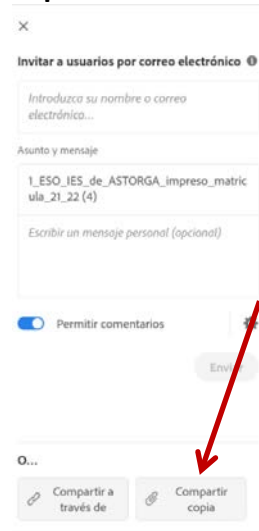 Invitar a usuarios por correo electrónico
Introduzca su nombre o correo
electrónico...
Asunto y mensaje
1_ESO_IES_de_ASTORGA_impreso_matric
ula_21_22 (4)
Escribir un mensaje personal (opcional)
Permitir comentarios
Enviar
O...
Compartir a
través de
Compartir
copia